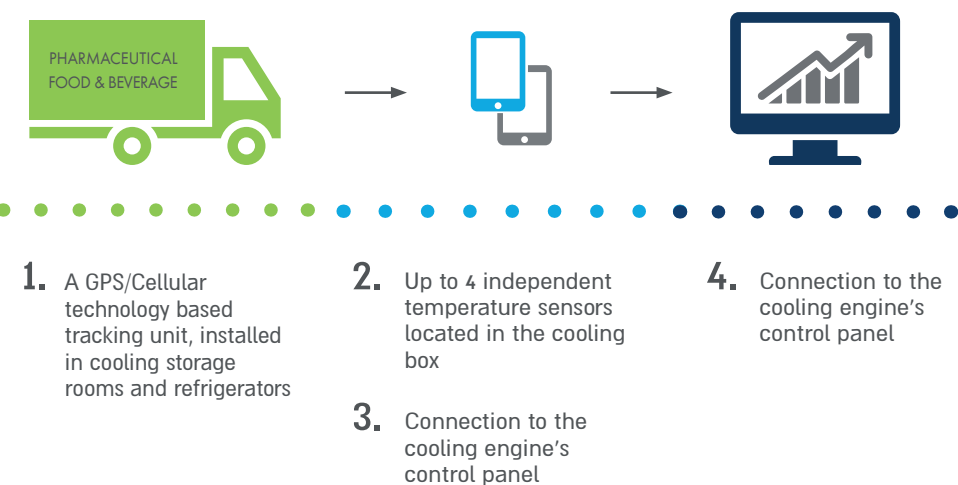 PHARMACEUTICAL
FOOD & BEVERAGE
1. A GPS/Cellular
technology based
tracking unit, installed
in cooling storage
rooms and refrigerators
2. Up to 4 independent
temperature sensors
located in the cooling
box
3. Connection to the
cooling engine's
control panel
4. Connection to the
cooling engine's
control panel